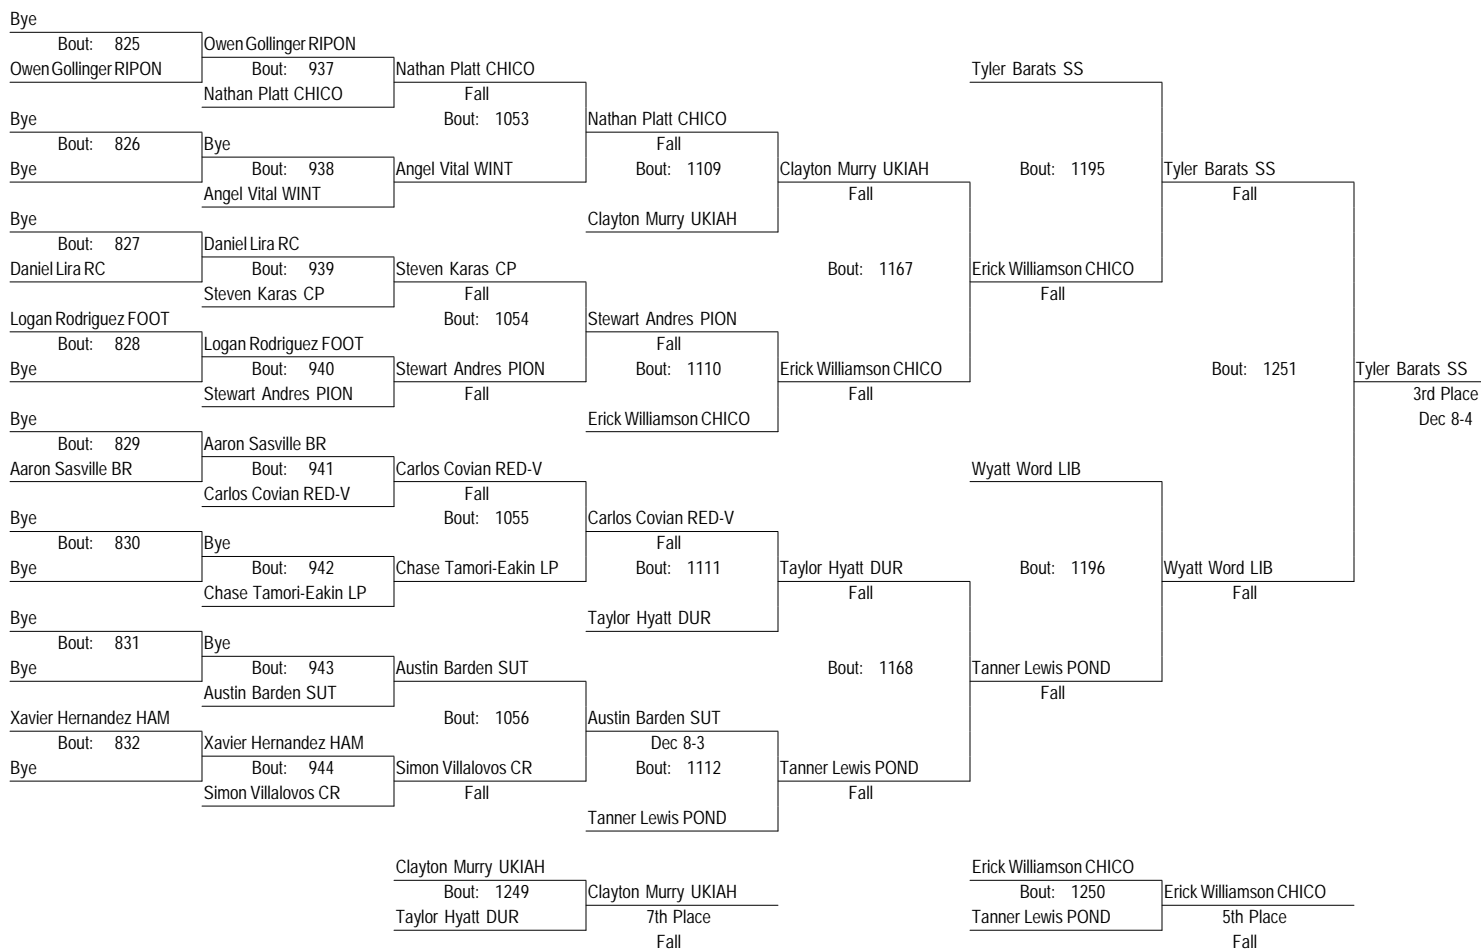 Bye
Bout: 825 Owen Gollinger RIPON
Owen Gollinger RIPON Bout: 937 Nathan Platt CHICO Tyler Barats SS
Nathan Platt CHICO Fall
Bye Bout: 1053 Nathan Platt CHICO
Bout: 826 Bye Fall
Bye Bout: 938 Angel Vital WINT Bout: 1109 Clayton Murry UKIAH Bout: 1195 Tyler Barats SS
Angel Vital WINT Fall Fall
Bye Clayton Murry UKIAH
Bout: 827 Daniel Lira RC
Daniel Lira RC Bout: 939 Steven Karas CP Bout: 1167 Erick Williamson CHICO
Steven Karas CP Fall Fall
Logan Rodriguez FOOT Bout: 1054 Stewart Andres PION
Bout: 828 Logan Rodriguez FOOT Fall
Bye Bout: 940 Stewart Andres PION Bout: 1110 Erick Williamson CHICO Bout: 1251 Tyler Barats SS
Stewart Andres PION Fall Fall 3rd Place
Bye Erick Williamson CHICO Dec 8-4
Bout: 829 Aaron Sasville BR
Aaron Sasville BR Bout: 941 Carlos Covian RED-V Wyatt Word LIB
Carlos Covian RED-V Fall
Bye Bout: 1055 Carlos Covian RED-V
Bout: 830 Bye Fall
Bye Bout: 942 Chase Tamori-Eakin LP Bout: 1111 Taylor Hyatt DUR Bout: 1196 Wyatt Word LIB
Chase Tamori-Eakin LP Fall Fall
Bye Taylor Hyatt DUR
Bout: 831 Bye
Bye Bout: 943 Austin Barden SUT Bout: 1168 Tanner Lewis POND
Austin Barden SUT Fall
Xavier Hernandez HAM Bout: 1056 Austin Barden SUT
Bout: 832 Xavier Hernandez HAM Dec 8-3
Bye Bout: 944 Simon Villalovos CR Bout: 1112 Tanner Lewis POND
Simon Villalovos CR Fall Fall
Tanner Lewis POND
Clayton Murry UKIAH Erick Williamson CHICO
Bout: 1249 Clayton Murry UKIAH Bout: 1250 Erick Williamson CHICO
Taylor Hyatt DUR 7th Place Tanner Lewis POND 5th Place
Fall Fall